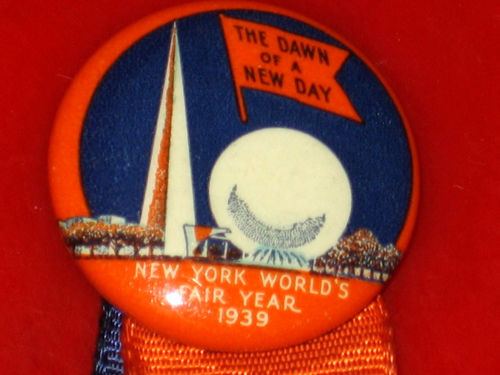 THE DAWN
OF A
NEW DAY
NEW YORK WORLD'S
FAIR YEAR
1939